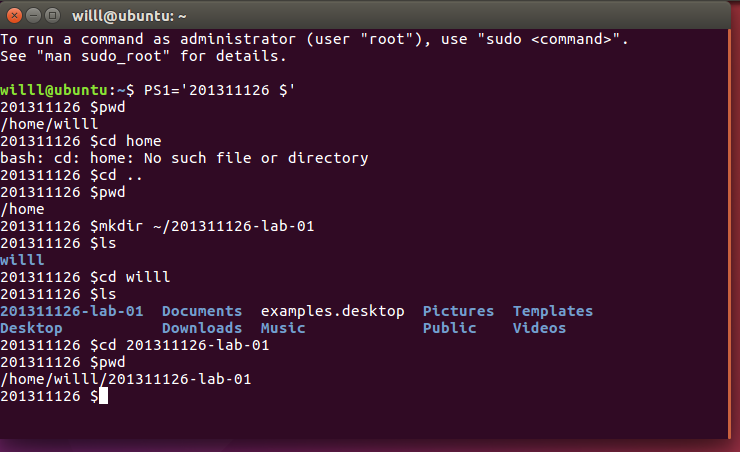 willl@ubuntu: ~
To run a command as administrator (user "root"), use "sudo <command>".
See "man sudo_root" for details.
willl@ubuntu:~$ PS1='201311126 $'
201311126 $pwd
/home/willl
201311126 $cd home
bash: cd: home: No such file or directory
201311126 $cd ..
201311126 $pwd
/home
201311126 $mkdir ~/201311126-lab-01
201311126 $ls
willl
201311126 $cd willl
201311126 $ls
201311126-lab-01  Documents  examples.desktop  Pictures  Templates
Desktop           Downloads  Music             Public    Videos
201311126 $cd 201311126-lab-01
201311126 $pwd
/home/willl/201311126-lab-01
201311126 $